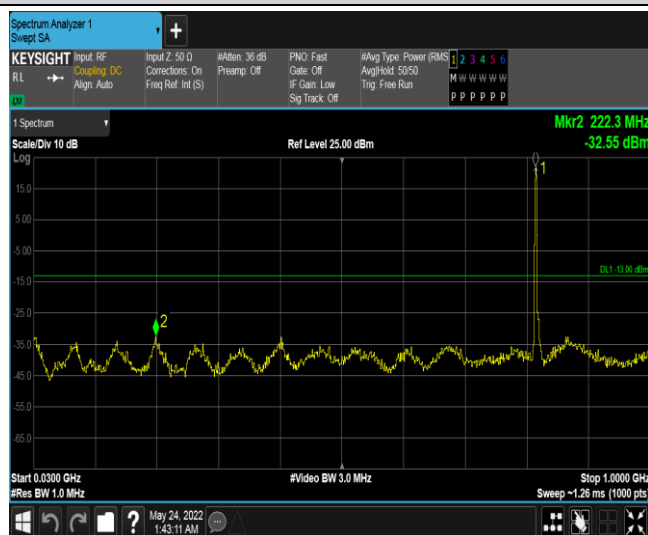 Spectrum Analyzer 1
Swept SA
+
KEYSIGHT Input: RF Input Z: 50 Ω #Atten: 36 dB PNO: Fast #Avg Type: Power (RMS 1 2 3 4 5 6
RL Coupling: DC Corrections: On Preamp: Off Gate: Off Avg|Hold: 50/50 M W W W W W
Align: Auto Freq Ref: Int (S) IF Gain: Low Trig: Free Run
Sig Track: Off P P P P P P
1 Spectrum Mkr2 222.3 MHz
Scale/Div 10 dB Ref Level 25.00 dBm -32.55 dBm
Log
1
15.0
5.00
-5.00
DL1 -13.00 dBm
-15.0
-25.0
2
-35.0
-45.0
-55.0
-65.0
Start 0.0300 GHz #Video BW 3.0 MHz Stop 1.0000 GHz
#Res BW 1.0 MHz Sweep ~1.26 ms (1000 pts)
? May 24, 2022
1:43:11 AM